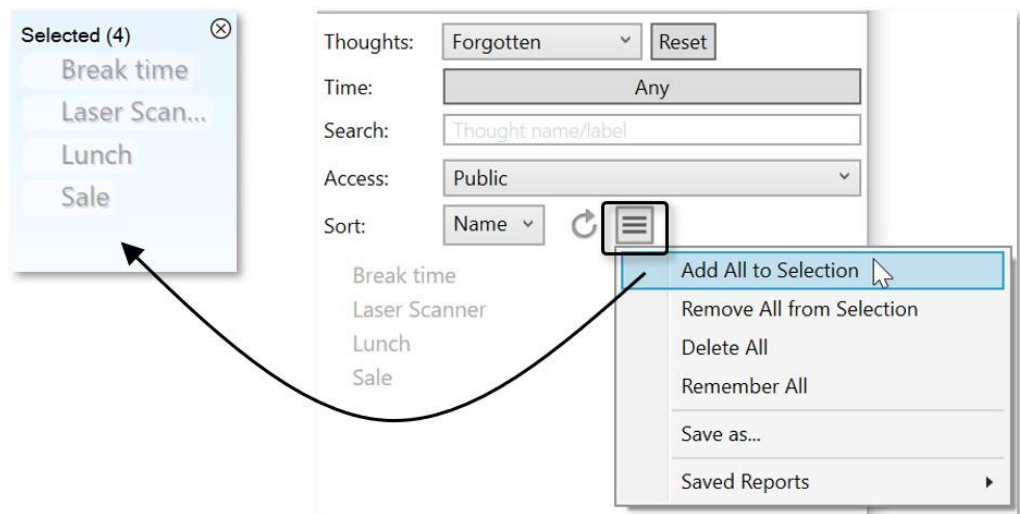 Selected (4)
Break time
Laser Scan...
Lunch
Sale
Thoughts: Forgotten Reset
Time: Any
Search: Thought name/label
Access: Public
Sort: Name
Break time
Laser Scanner
Lunch
Sale
Add All to Selection
Remove All from Selection
Delete All
Remember All
Save as...
Saved Reports